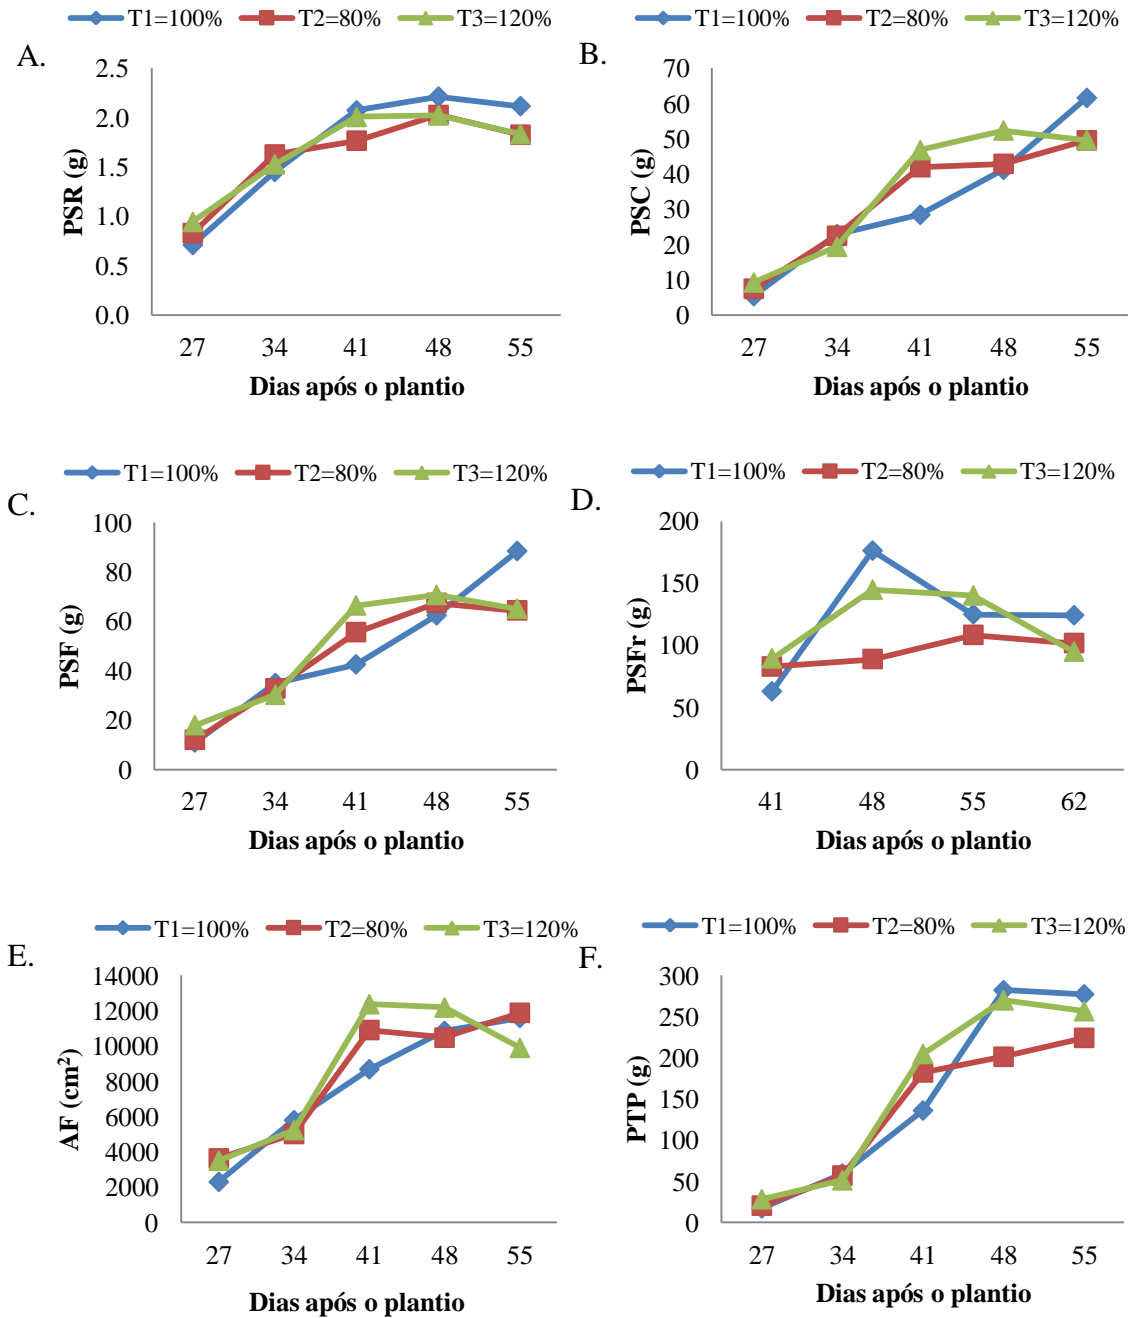 T1=100% T2=80% T3=120%
A.
2.5
2.0
1.5
1.0
0.5
0.0
PSR (g)
27 34 41 48 55
Dias após o plantio
T1=100% T2=80% T3=120%
B.
70
60
50
40
30
20
10
0
PSC (g)
27 34 41 48 55
Dias após o plantio
T1=100% T2=80% T3=120%
C.
100
80
60
40
20
0
PSF (g)
27 34 41 48 55
Dias após o plantio
T1=100% T2=80% T3=120%
D.
200
150
100
50
0
PSFr (g)
41 48 55 62
Dias após o plantio
T1=100% T2=80% T3=120%
E.
14000
12000
10000
8000
6000
4000
2000
0
AF (cm²)
27 34 41 48 55
Dias após o plantio
T1=100% T2=80% T3=120%
F.
300
250
200
150
100
50
0
PTP (g)
27 34 41 48 55
Dias após o plantio